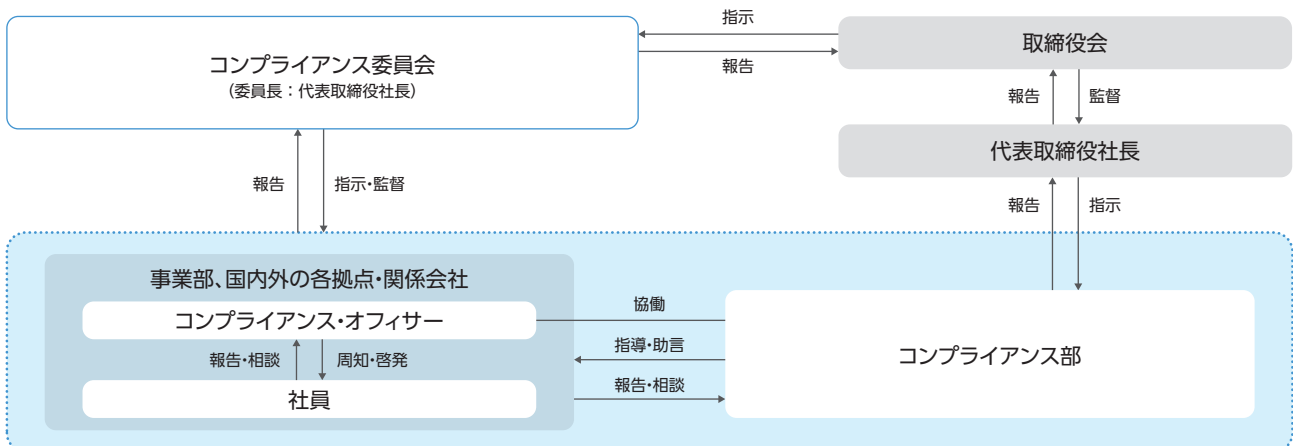 コンプライアンス委員会
(委員長：代表取締役社長)
指示
報告
取締役会
報告
監督
代表取締役社長
報告
指示・監督
報告
指示
事業部、国内外の各拠点・関係会社
コンプライアンス・オフィサー
報告・相談
周知・啓発
社員
協働
指導・助言
報告・相談
コンプライアンス部